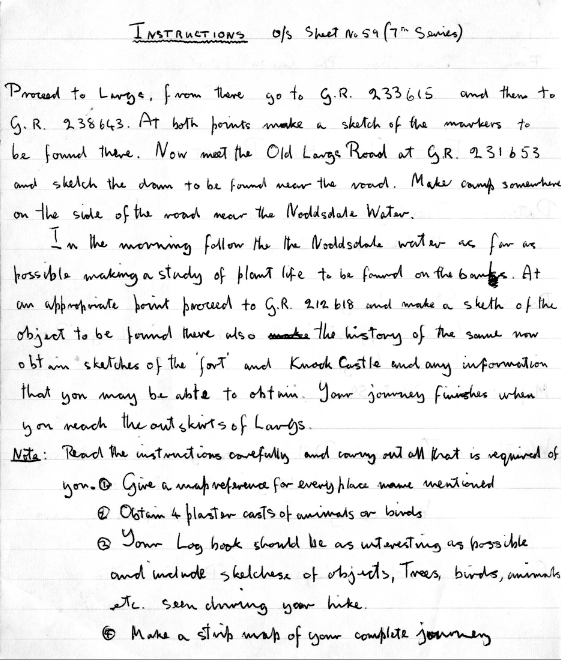 INSTRUCTIONS O/S Sheet No 59 (7th Series)
Proceed to Largs, from there go to G.R. 233615 and then to
G.R. 238643. At both points make a sketch of the markers to
be found there. Now meet the Old Largs Road at G.R. 231653
and sketch the dam to be found near the road. Make camp somewhere
on the side of the road near the Noddsdale Water.
In the morning follow the the Noddsdale water as far as
possible making a study of plant life to be found on the banks. At
an appropriate point proceed to G.R. 212618 and make a sketh of the
object to be found there also make the history of the same now
obtain sketches of the 'fort' and Knock Castle and any information
that you may be able to obtain. Your journey finishes when
you reach the outskirts of Largs.
Note: Read the instructions carefully and carry out all that is required of
you. ① Give a map reference for every place name mentioned
② Obtain 4 plaster casts of animals or birds
③ Your Log book should be as interesting as possible
and include sketchese of objects, Trees, birds, animals
etc. seen during your hike.
④ Make a strip map of your complete journey